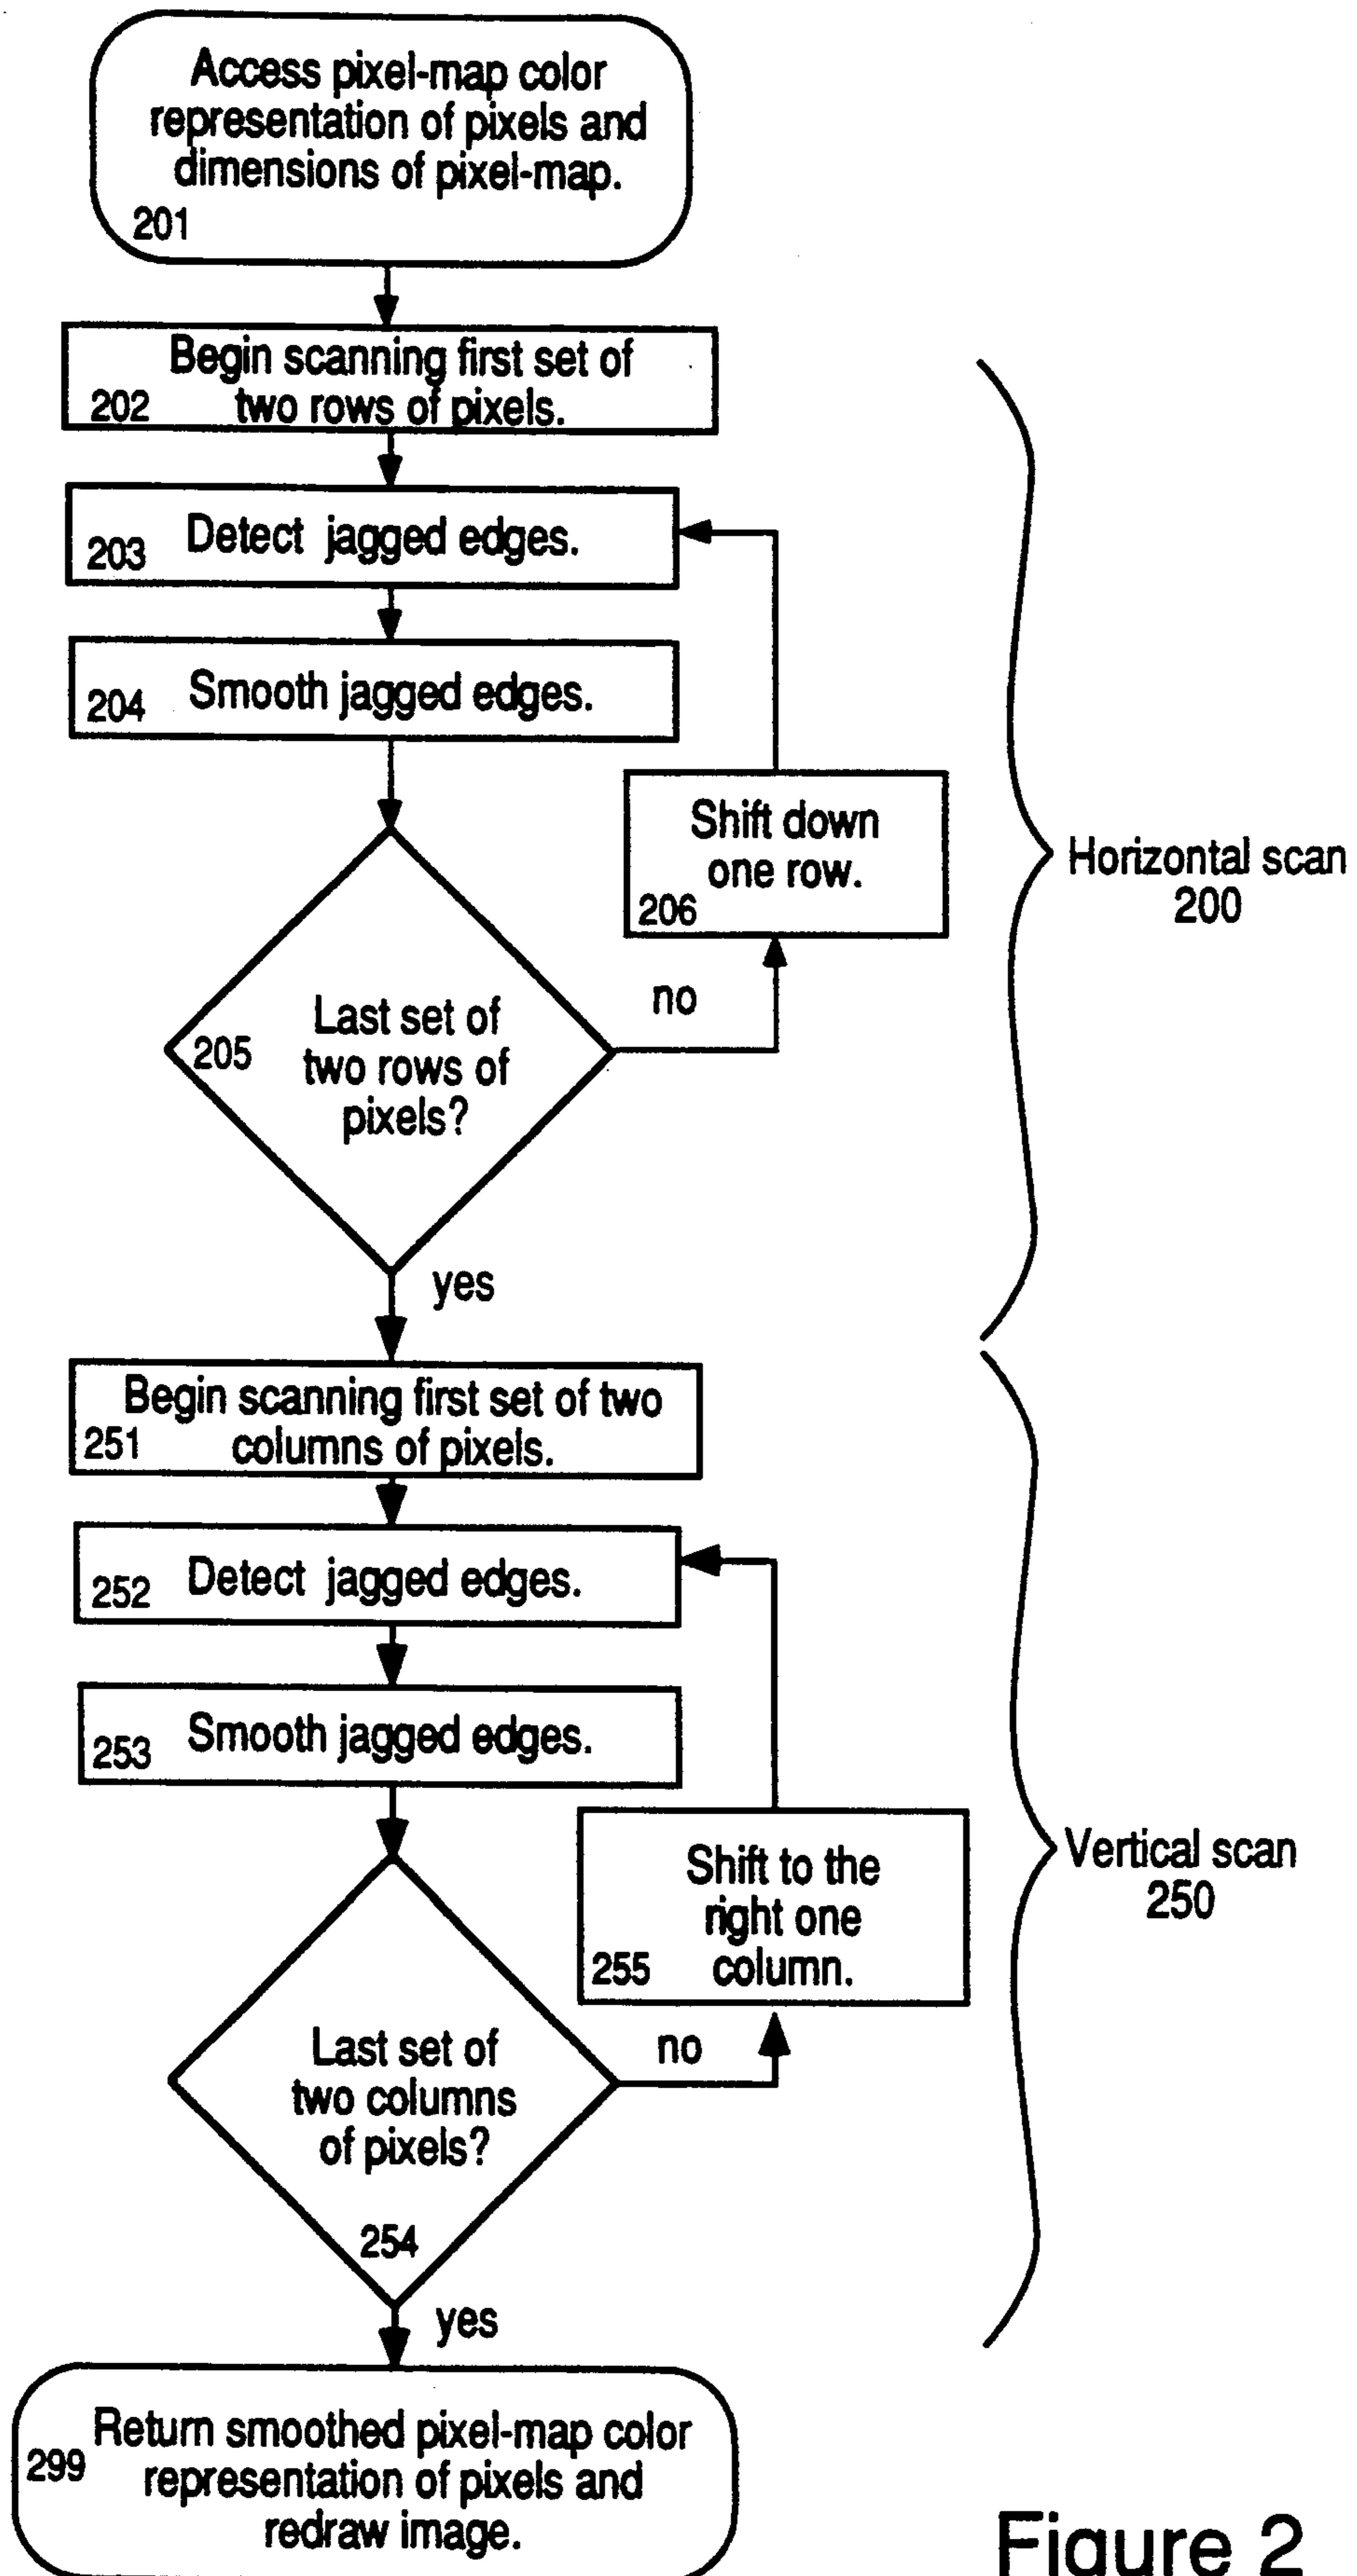 Access pixel-map color
representation of pixels and
dimensions of pixel-map.
201
Begin scanning first set of
202 two rows of pixels.
203 Detect jagged edges.
204 Smooth jagged edges.
Shift down
one row.
206
Horizontal scan
200
no
205 Last set of
two rows of
pixels?
yes
Begin scanning first set of two
251 columns of pixels.
252 Detect jagged edges.
253 Smooth jagged edges.
Shift to the
right one
255 column.
Vertical scan
250
no
Last set of
two columns
of pixels?
254
yes
Return smoothed pixel-map color
299 representation of pixels and
redraw image.
Figure 2